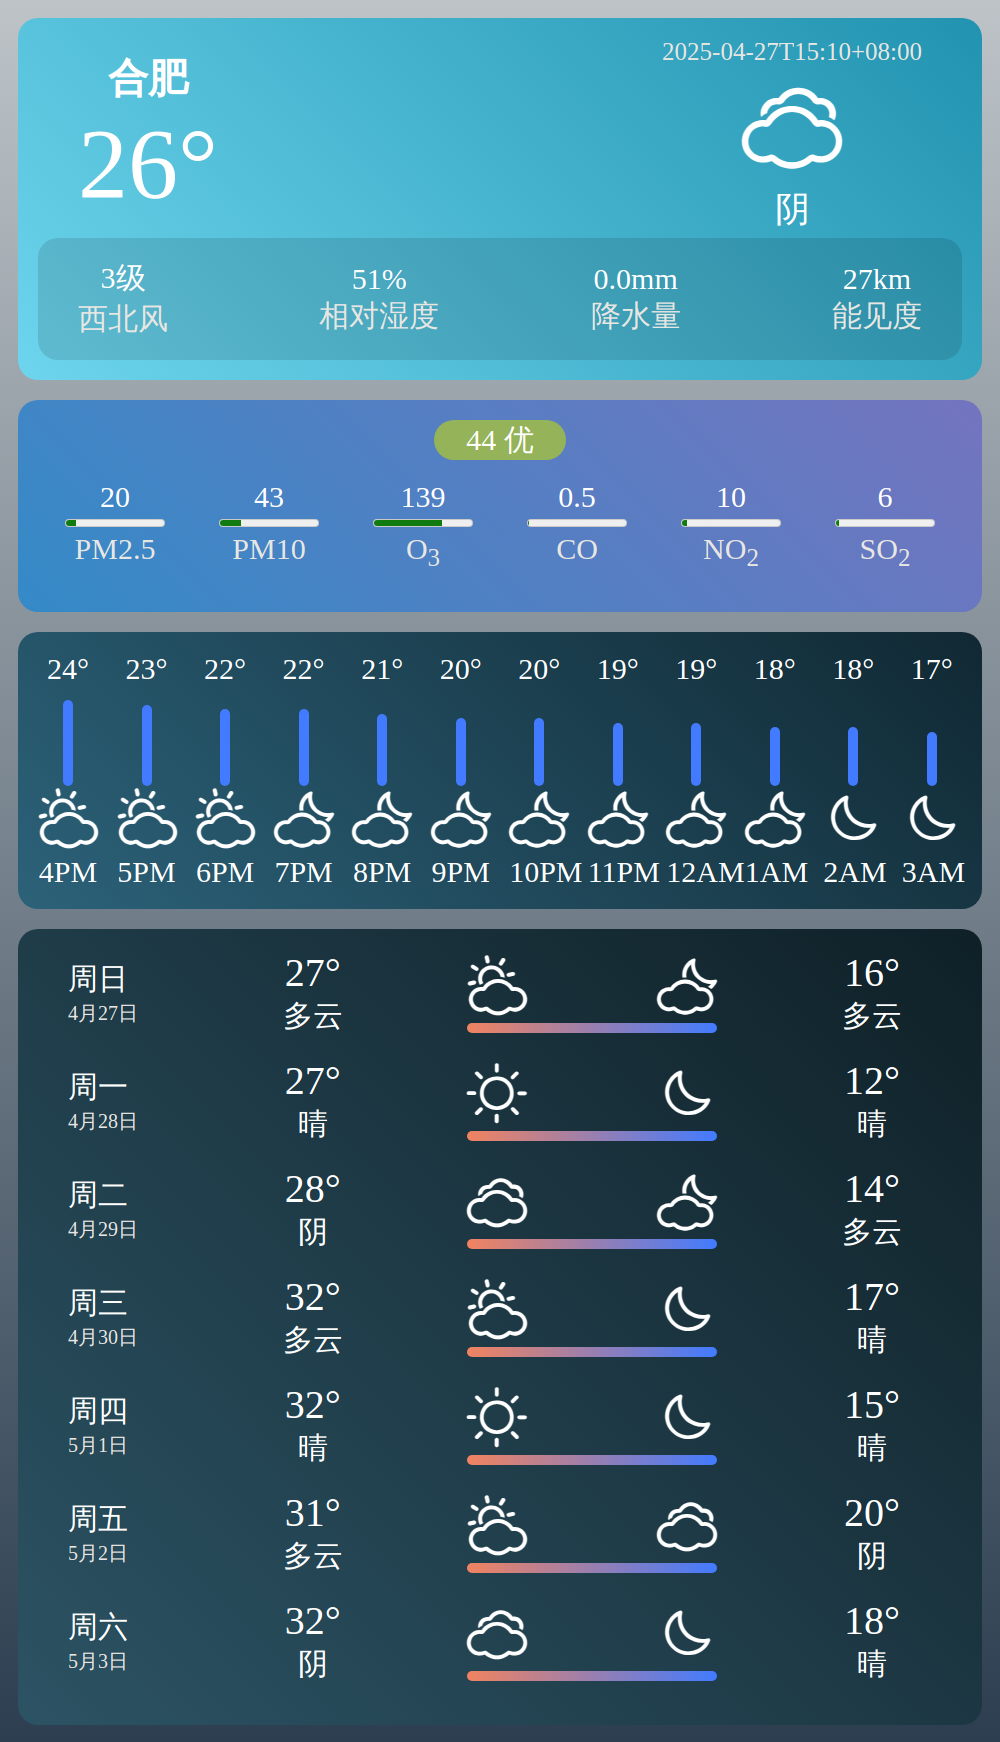 合肥
2025-04-27T15:10+08:00
26°
阴
3级 51% 0.0mm 27km
西北风 相对湿度 降水量 能见度
44 优
20 43 139 0.5 10 6
PM2.5 PM10 O3 CO NO2 SO2
24° 23° 22° 22° 21° 20° 20° 19° 19° 18° 18° 17°
4PM 5PM 6PM 7PM 8PM 9PM 10PM 11PM 12AM 1AM 2AM 3AM
周日 27° 16°
4月27日 多云 多云
周一 27° 12°
4月28日 晴 晴
周二 28° 14°
4月29日 阴 多云
周三 32° 17°
4月30日 多云 晴
周四 32° 15°
5月1日 晴 晴
周五 31° 20°
5月2日 多云 阴
周六 32° 18°
5月3日 阴 晴